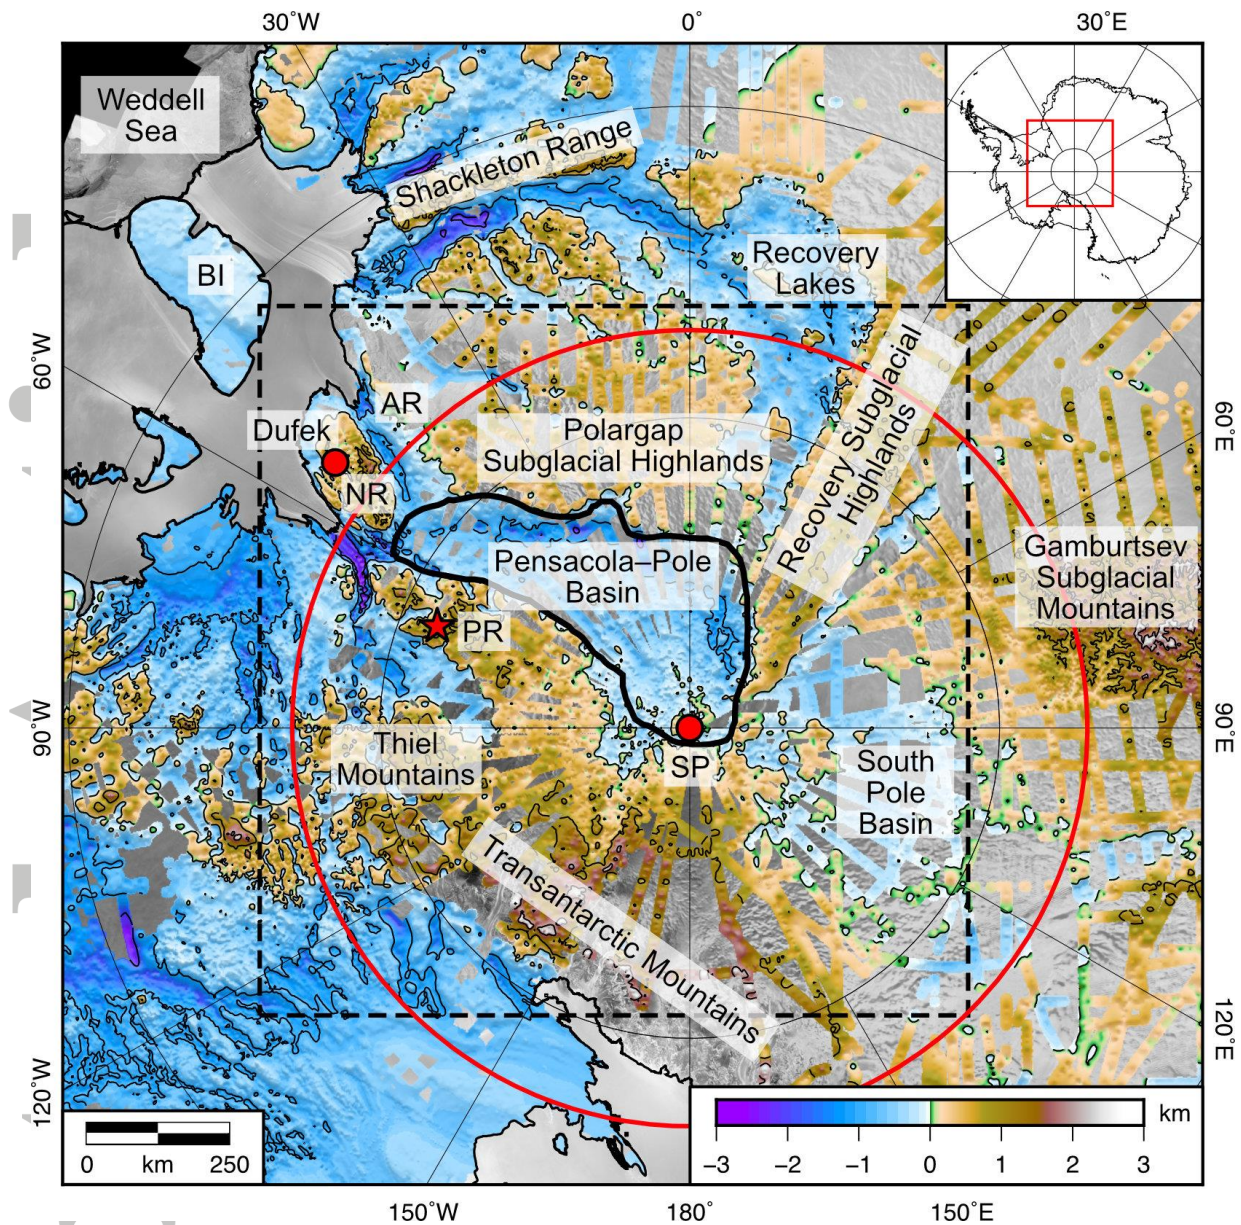 30°W
0°
30°E
Weddell
Sea
Shackleton Range
BI
Recovery
Lakes
60°W
60°E
AR
Dufek
Polargap
Subglacial Highlands
Recovery Subglacial
Highlands
NR
Pensacola–Pole
Basin
Gamburtsev
Subglacial
Mountains
PR
90°W
90°E
Thiel
Mountains
SP
South
Pole
Basin
Transantarctic Mountains
120°W
120°E
0 km 250
km
−3 −2 −1 0 1 2 3
150°W
180°
150°E